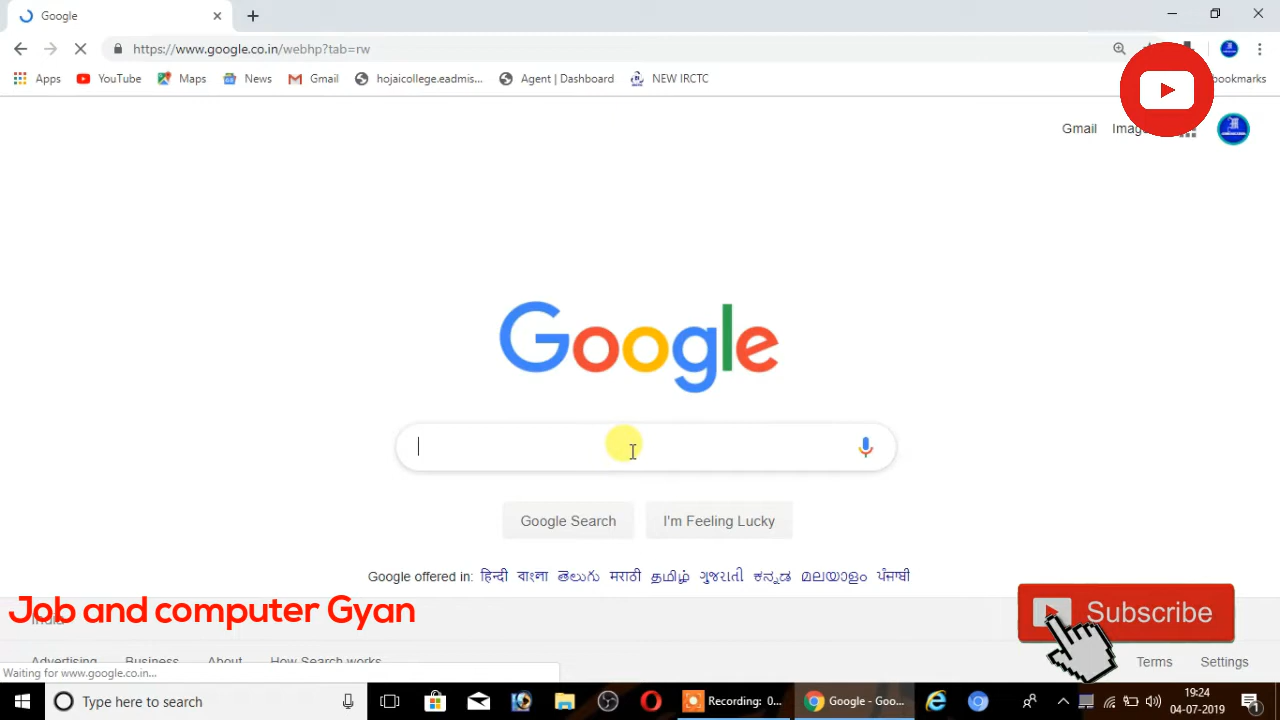 Google
https://www.google.co.in/webhp?tab=rw
Apps YouTube Maps News Gmail hojaicollege.eadmis... Agent | Dashboard NEW IRCTC bookmarks
Gmail
Google
Google Search I'm Feeling Lucky
Google offered in: हिन्दी বাংলা తెలుగు मराठी தமிழ் ગુજરાતી ಕನ್ನಡ മലയാളം ਪੰਜਾਬੀ
Job and computer Gyan
India
Subscribe
Advertising Business About How Search works Terms Settings
Waiting for www.google.co.in...
Type here to search
Recording: 0... Google - Goo...
19:24
04-07-2019